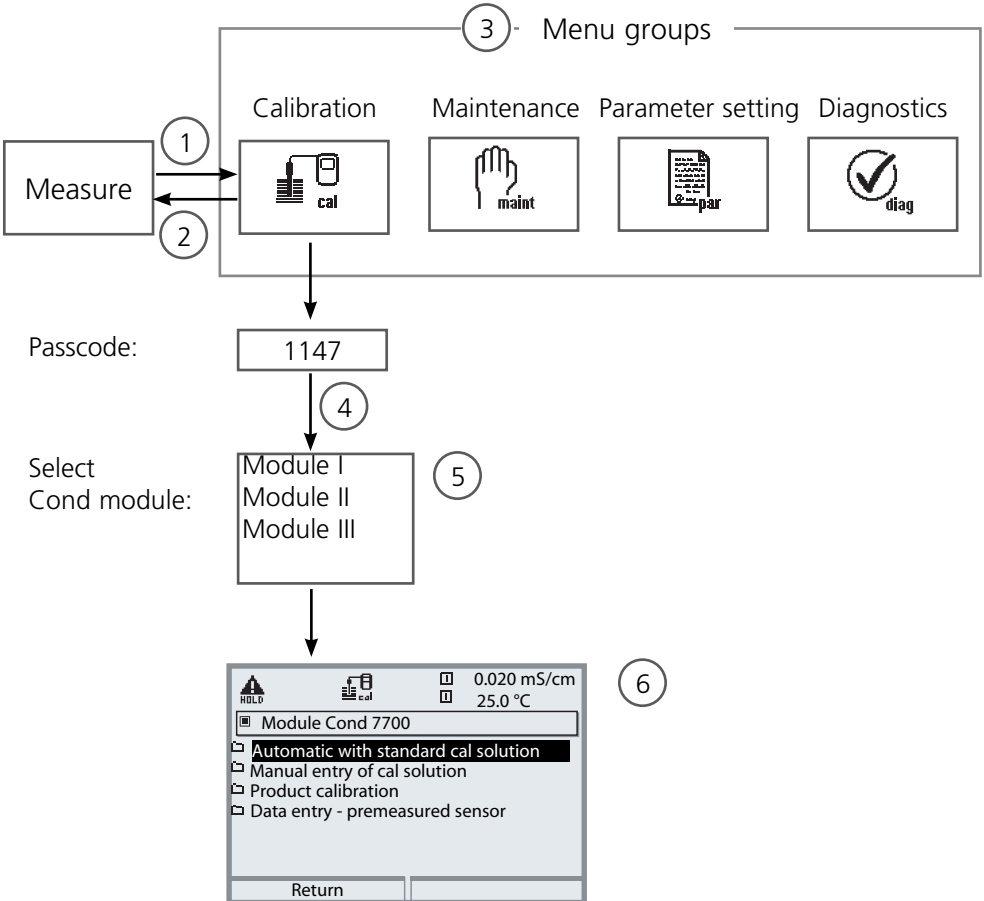 3 Menu groups
Calibration Maintenance Parameter setting Diagnostics
1
Measure
cal maint par diag
2
Passcode: 1147
4
Select
Cond module:
Module I
Module II
Module III
5
HOLD cal 0.020 mS/cm
25.0 °C
6
Module Cond 7700
Automatic with standard cal solution
Manual entry of cal solution
Product calibration
Data entry - premeasured sensor
Return